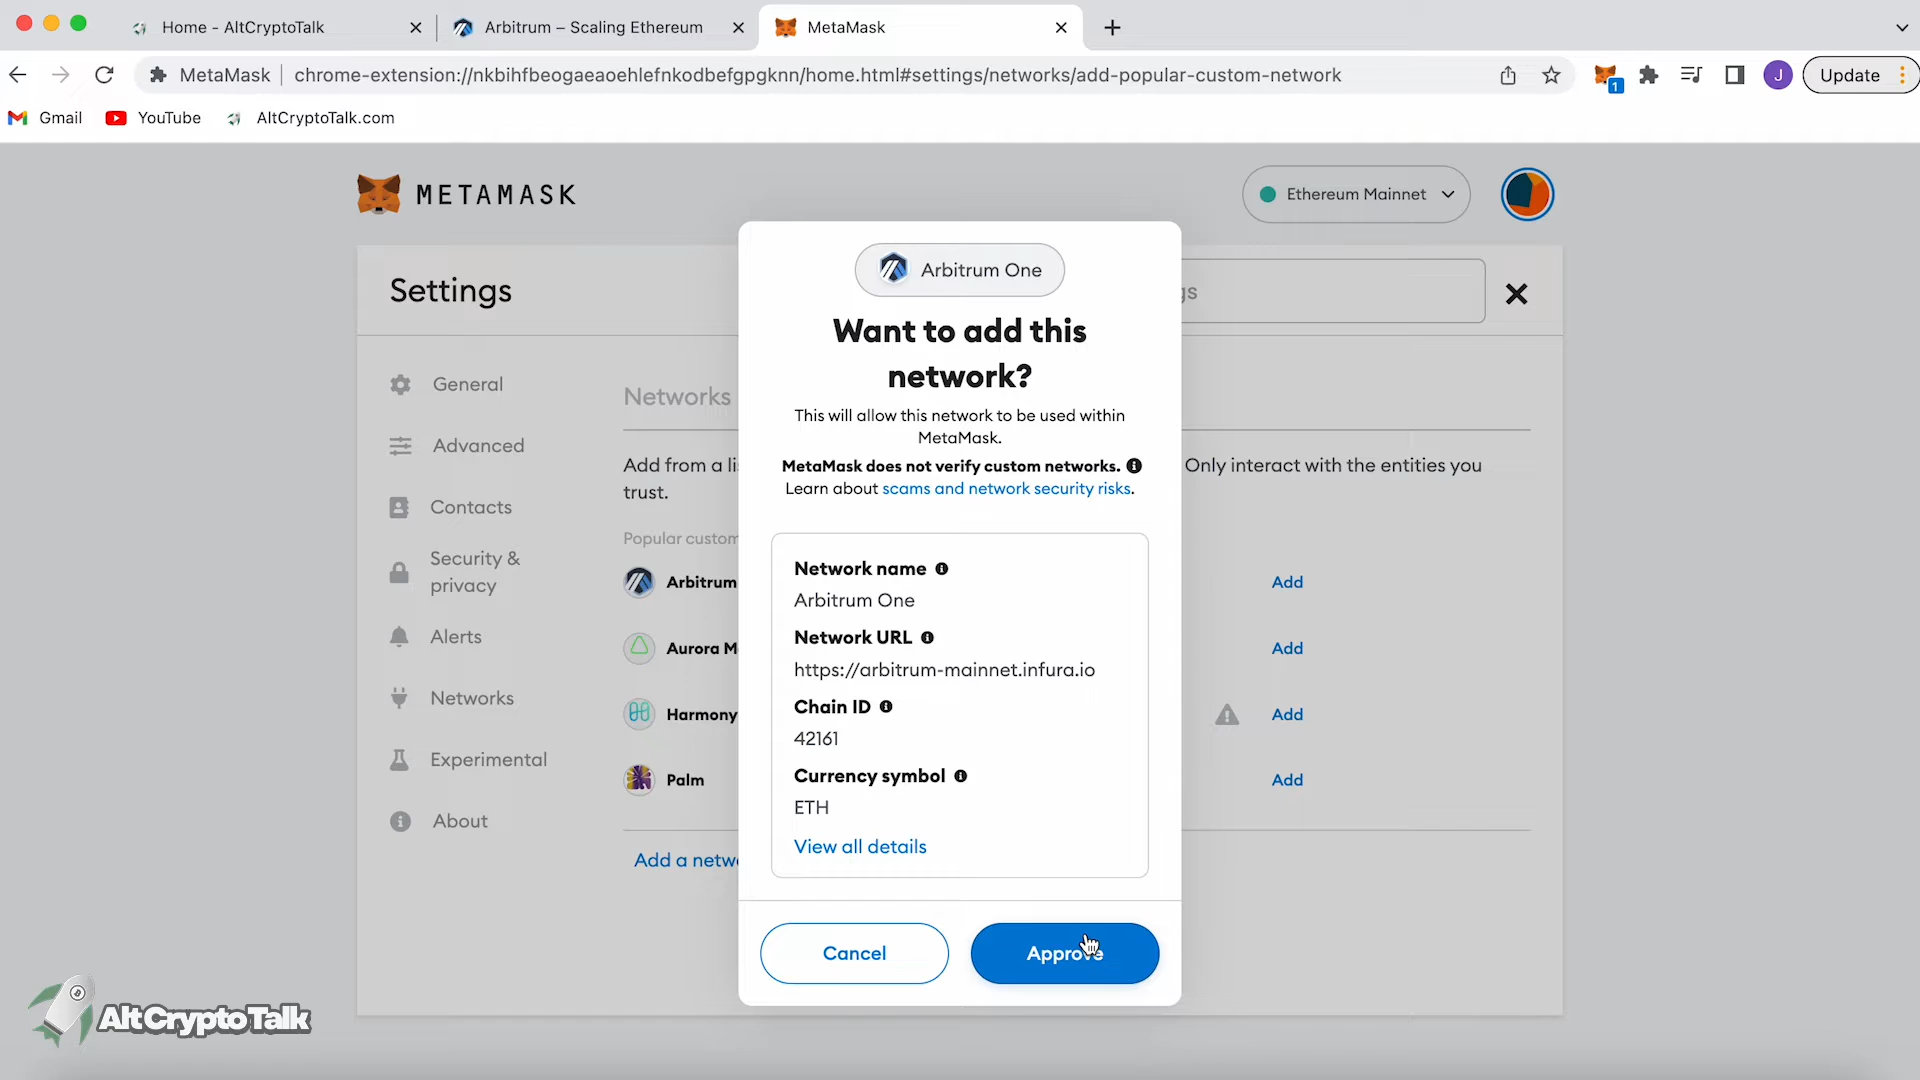 Home - AltCryptoTalk
Arbitrum – Scaling Ethereum
MetaMask
MetaMask
chrome-extension://nkbihfbeogaeaoehlefnkodbefgpgknn/home.html#settings/networks/add-popular-custom-network
1
J
Update
Gmail
YouTube
AltCryptoTalk.com
METAMASK
Ethereum Mainnet
Settings
gs
General
Advanced
Contacts
Security &
privacy
Alerts
Networks
Experimental
About
Networks
Add from a li
Only interact with the entities you
trust.
Popular custom
Arbitrum
Add
Aurora M
Add
Harmony
Add
Palm
Add
Add a netw
Arbitrum One
Want to add this
network?
This will allow this network to be used within
MetaMask.
MetaMask does not verify custom networks.
Learn about scams and network security risks.
Network name
Arbitrum One
Network URL
https://arbitrum-mainnet.infura.io
Chain ID
42161
Currency symbol
ETH
View all details
Cancel
Approve
AltCryptoTalk